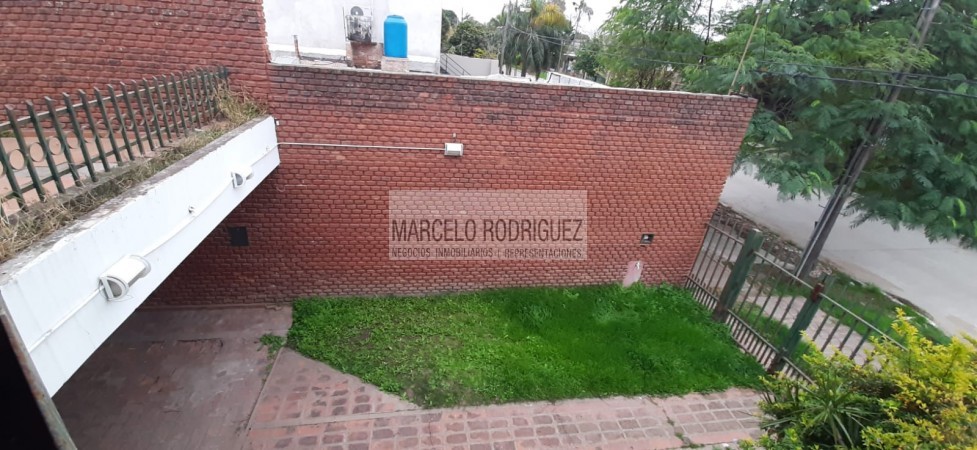 MARCELO RODRIGUEZ
NEGOCIOS INMOBILIARIOS Y REPRESENTACIONES